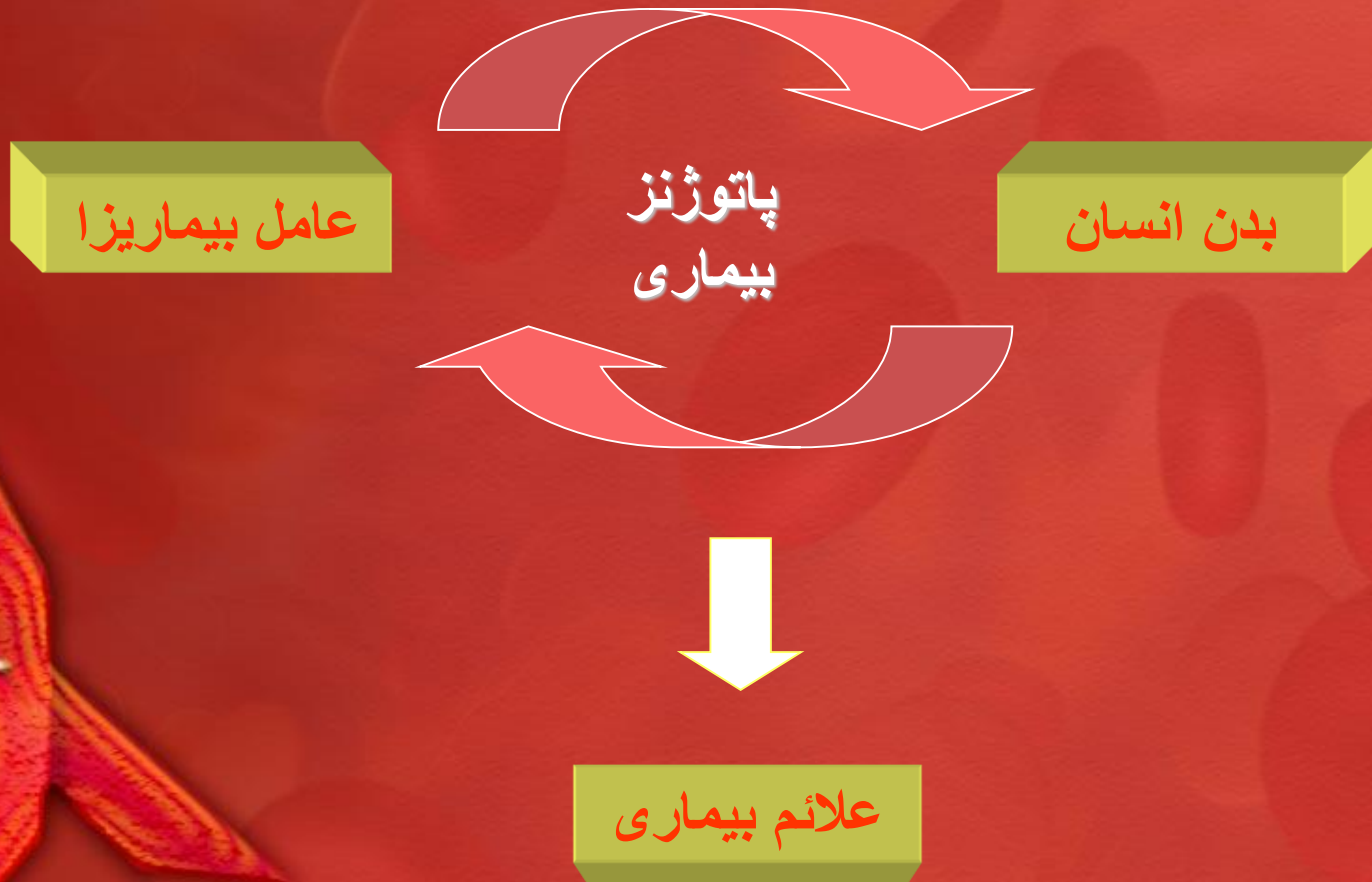 بدن انسان
پاتوژنز
بیماری
عامل بیماریزا
علائم بیماری